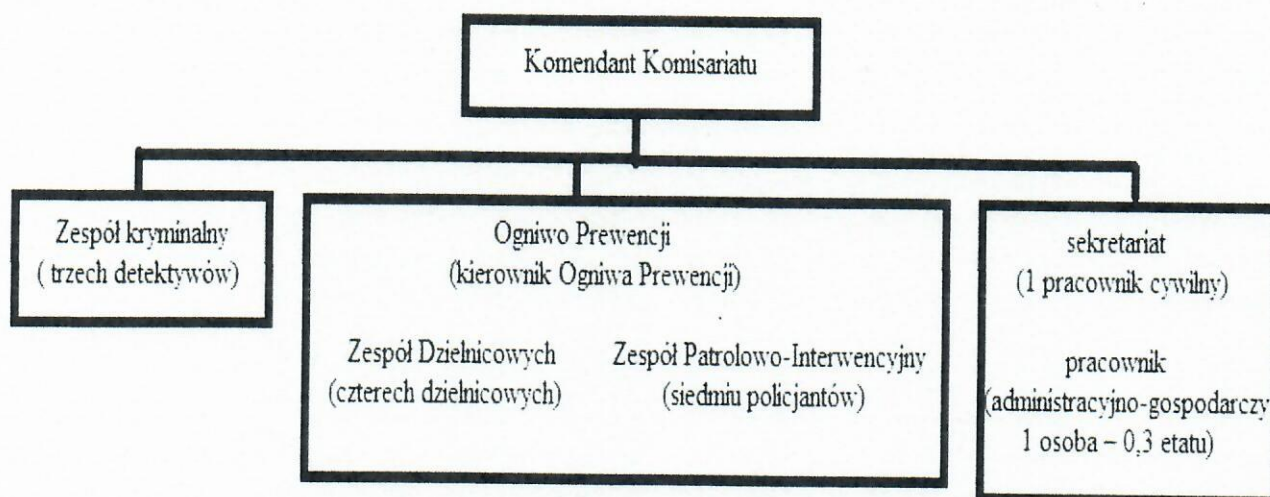 Komendant Komisariatu
Zespół kryminalny
( trzech detektywów)
Ogniwo Prewencji
(kierownik Ogniwa Prewencji)
Zespół Dzielnicowych
(czterech dzielnicowych)
Zespół Patrolowo-Interwencyjny
(siedmiu policjantów)
sekretariat
(1 pracownik cywilny)
pracownik
(administracyjno-gospodarczy
1 osoba – 0,3 etatu)